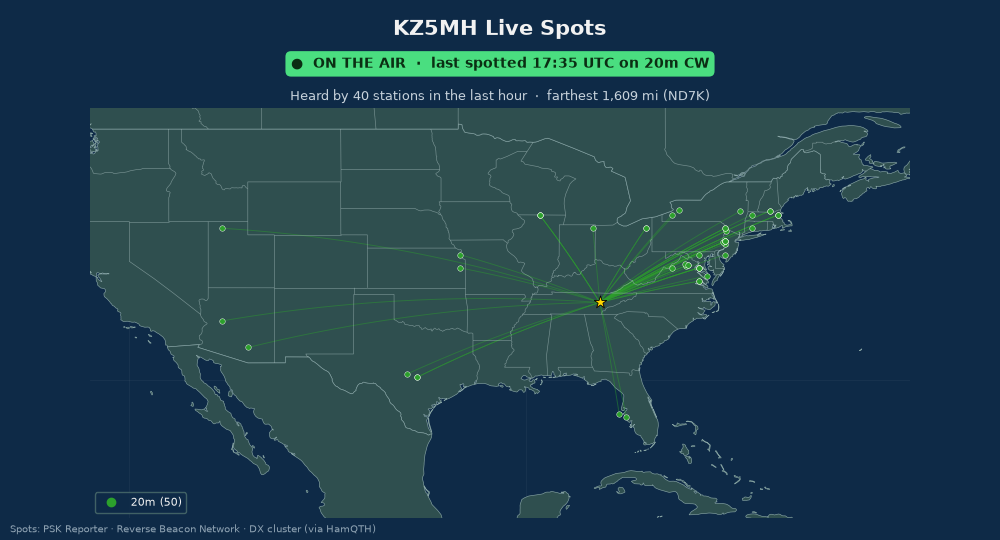 KZ5MH Live Spots
● ON THE AIR · last spotted 17:35 UTC on 20m CW
Heard by 40 stations in the last hour · farthest 1,609 mi (ND7K)
20m (50)
Spots: PSK Reporter · Reverse Beacon Network · DX cluster (via HamQTH)